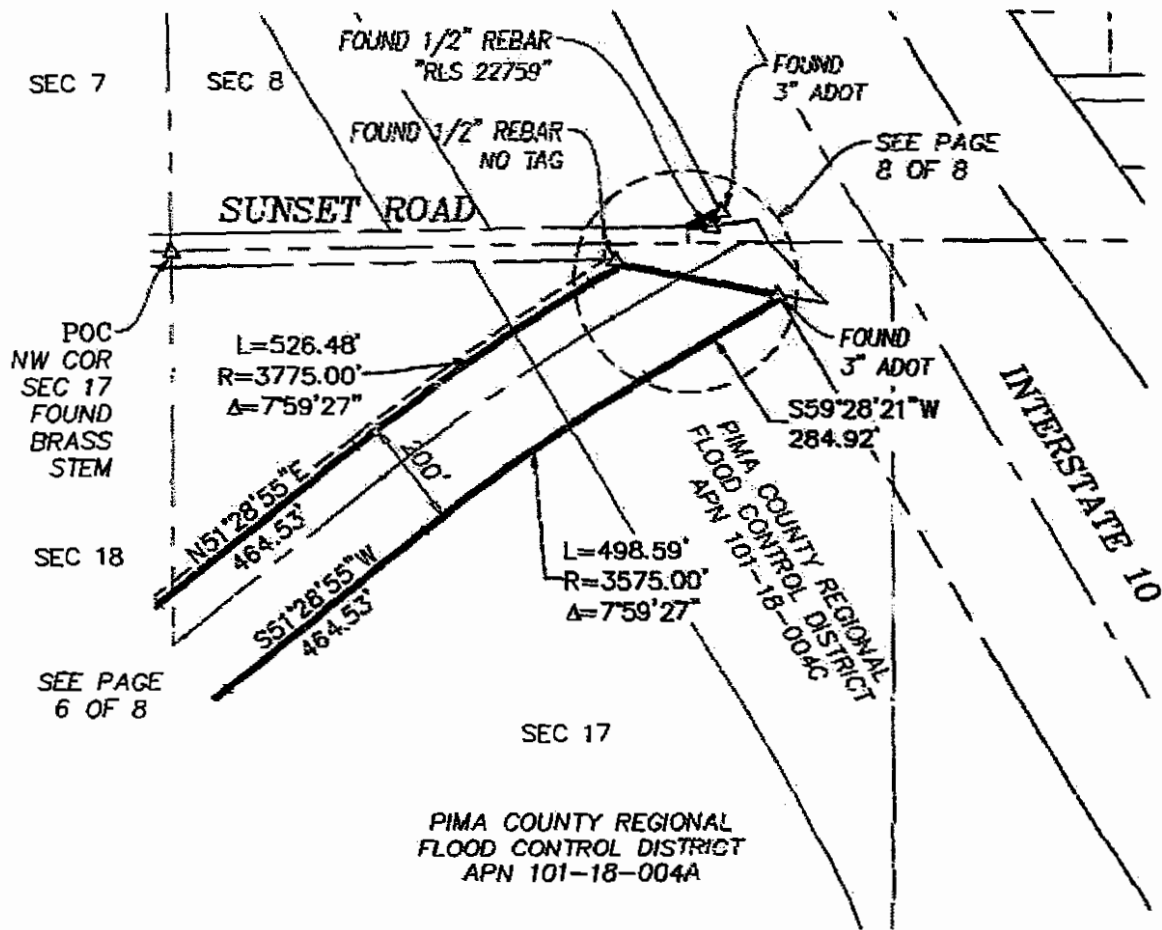 FOUND 1/2" REBAR
"RLS 22759"
FOUND
3" ADOT
SEC 7
SEC 8
FOUND 1/2" REBAR
NO TAG
SEE PAGE
8 OF 8
SUNSET ROAD
POC
NW COR
SEC 17
FOUND
BRASS
STEM
L=526.48'
R=3775.00'
Δ=7°59'27"
FOUND
3" ADOT
S59°28'21"W
284.92'
INTERSTATE 10
200'
PIMA COUNTY REGIONAL
FLOOD CONTROL DISTRICT
APN 101-18-004C
N51°28'55"E
464.53'
SEC 18
L=498.59'
R=3575.00'
Δ=7°59'27"
S51°28'55"W
464.53'
SEE PAGE
6 OF 8
SEC 17
PIMA COUNTY REGIONAL
FLOOD CONTROL DISTRICT
APN 101-18-004A